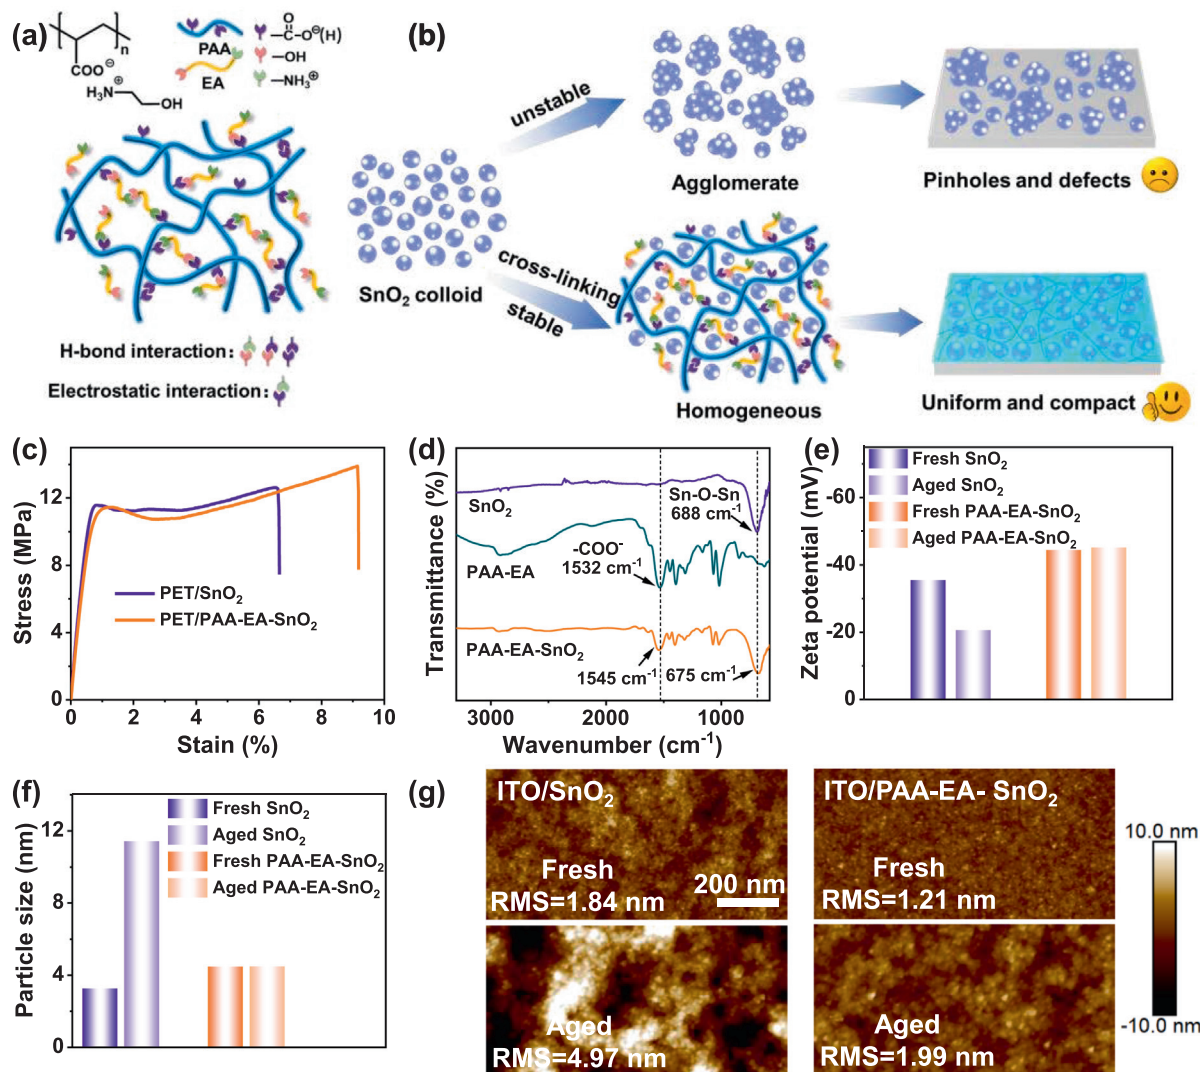 (a)
n
COO⊖
H₃N⊕
OH
PAA
EA
C
O
O⊖(H)
—OH
—NH₃⊕
H-bond interaction:
Electrostatic interaction:
(b)
SnO₂ colloid
unstable
cross-linking
stable
Agglomerate
Pinholes and defects
Homogeneous
Uniform and compact
(c)
Stress (MPa)
12
8
4
0
0 2 4 6 8 10
Stain (%)
PET/SnO₂
PET/PAA-EA-SnO₂
(d)
Transmittance (%)
SnO₂
Sn-O-Sn
688 cm⁻¹
-COO⁻
1532 cm⁻¹
PAA-EA
PAA-EA-SnO₂
1545 cm⁻¹
675 cm⁻¹
3000 2000 1000
Wavenumber (cm⁻¹)
(e)
Zeta potential (mV)
-60
-40
-20
0
Fresh SnO₂
Aged SnO₂
Fresh PAA-EA-SnO₂
Aged PAA-EA-SnO₂
(f)
Particle size (nm)
12
8
4
0
Fresh SnO₂
Aged SnO₂
Fresh PAA-EA-SnO₂
Aged PAA-EA-SnO₂
(g)
ITO/SnO₂
Fresh
RMS=1.84 nm
200 nm
ITO/PAA-EA- SnO₂
Fresh
RMS=1.21 nm
Aged
RMS=4.97 nm
Aged
RMS=1.99 nm
10.0 nm
-10.0 nm